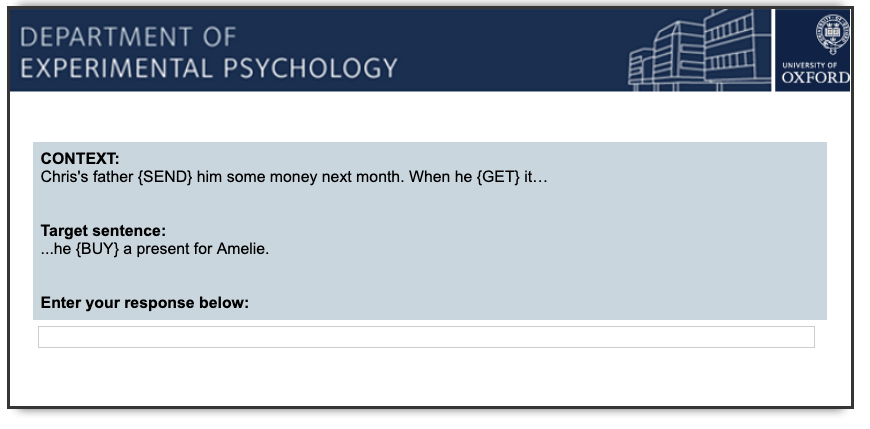 DEPARTMENT OF
EXPERIMENTAL PSYCHOLOGY
UNIVERSITY OF
OXFORD
CONTEXT:
Chris's father {SEND} him some money next month. When he {GET} it…
Target sentence:
...he {BUY} a present for Amelie.
Enter your response below: